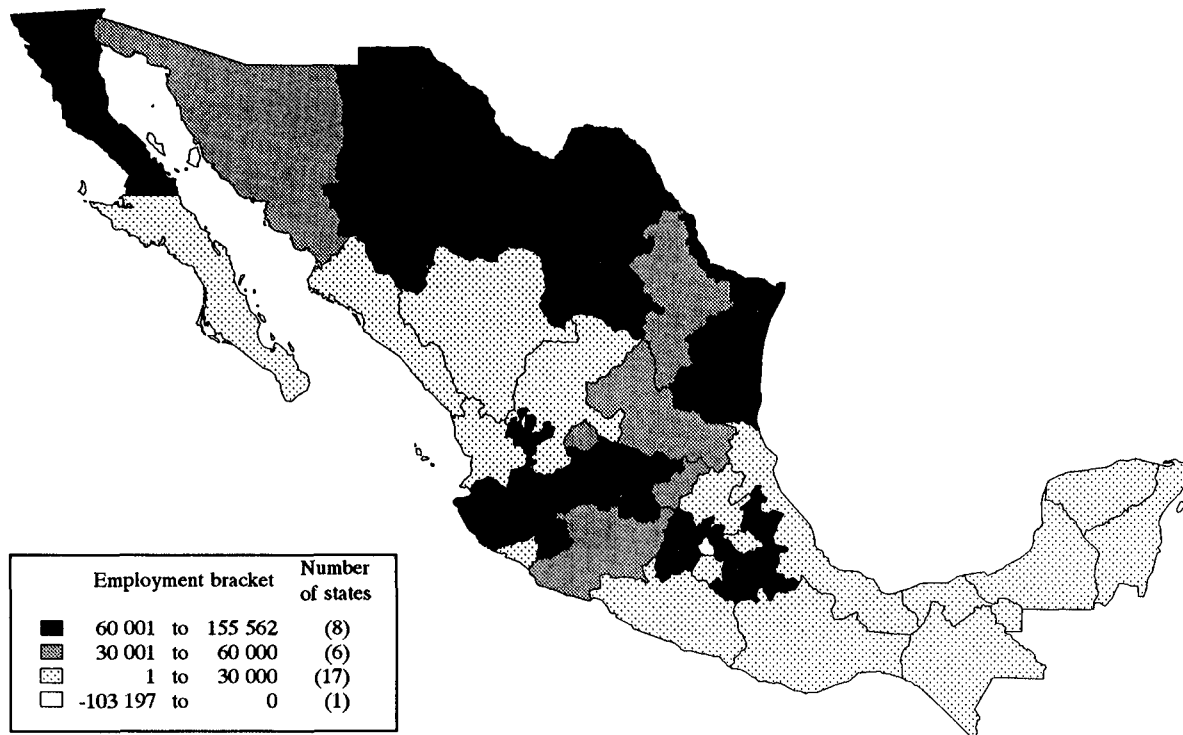 Employment bracket Number of states
60 001 to 155 562 (8)
30 001 to 60 000 (6)
1 to 30 000 (17)
-103 197 to 0 (1)